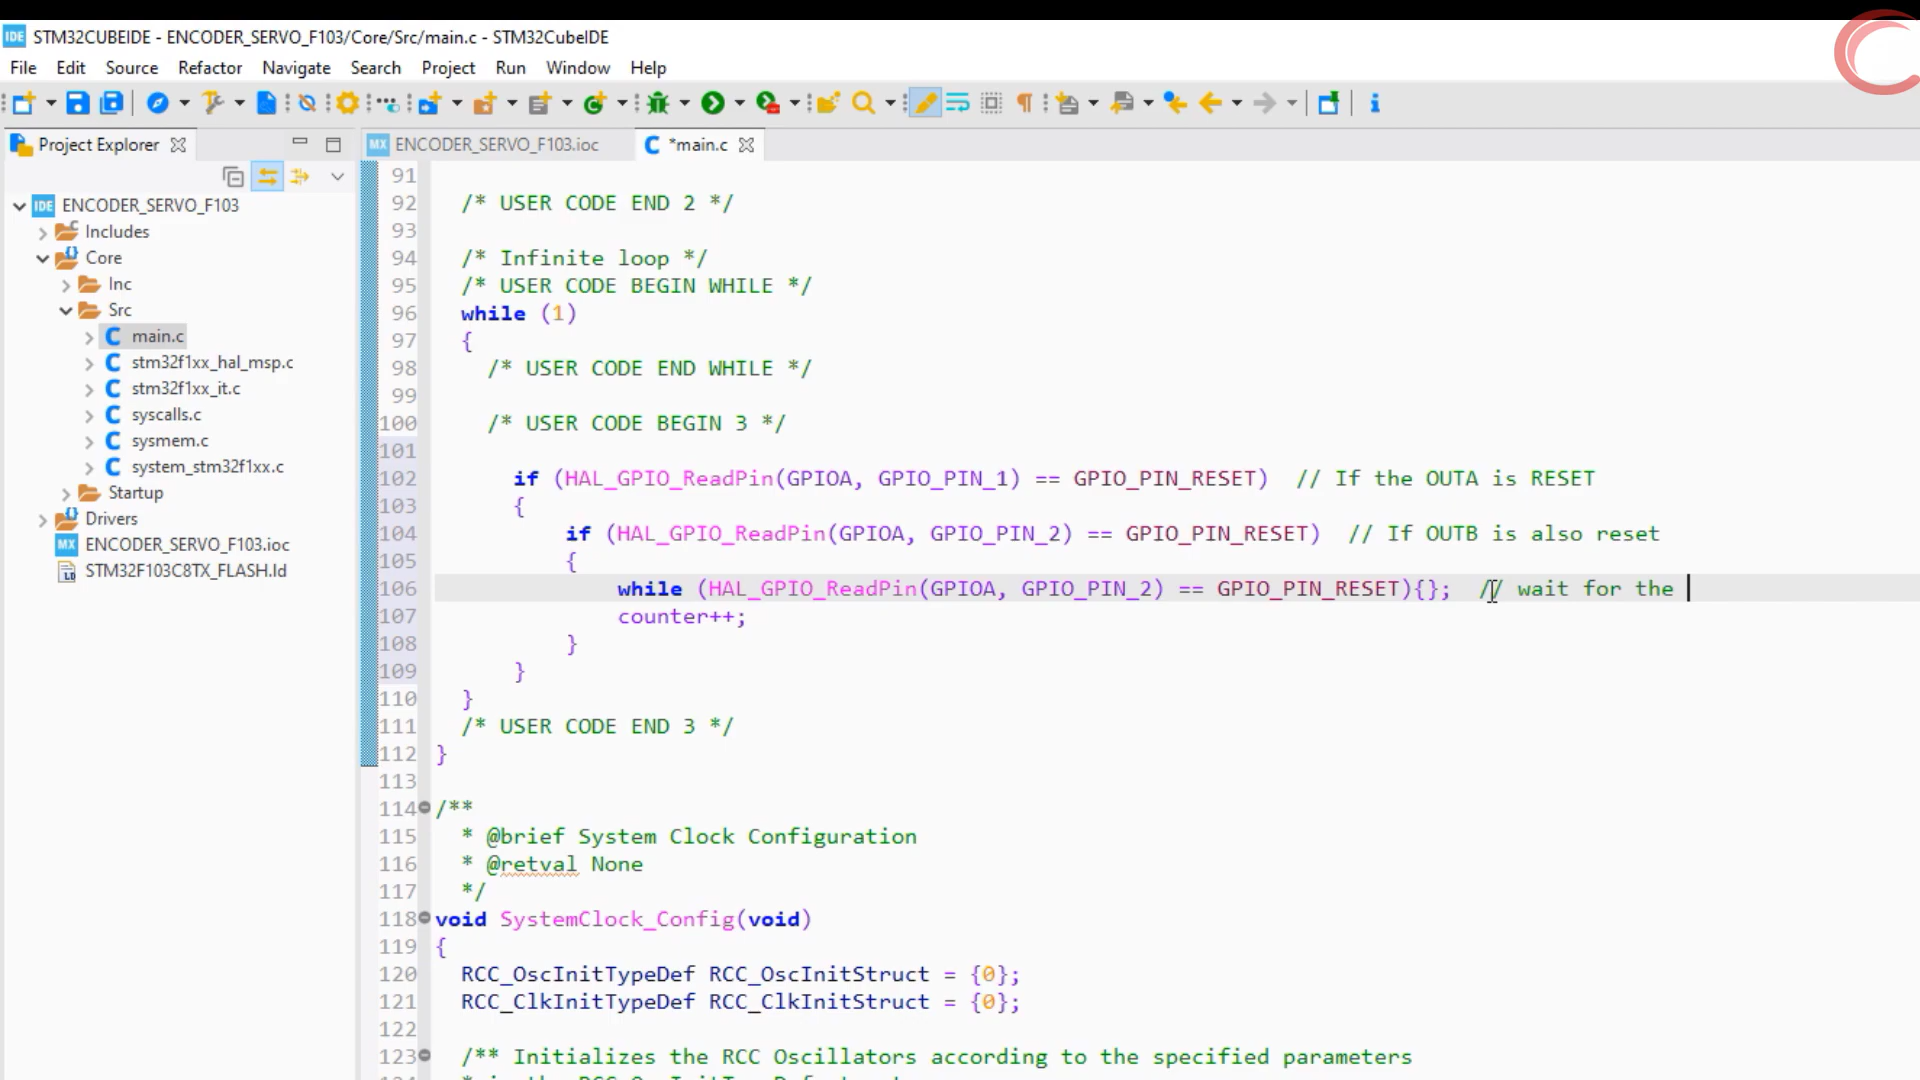 IDE STM32CUBEIDE - ENCODER_SERVO_F103/Core/Src/main.c - STM32CubeIDE
File Edit Source Refactor Navigate Search Project Run Window Help
Project Explorer
MX ENCODER_SERVO_F103.ioc
C *main.c
IDE ENCODER_SERVO_F103
Includes
Core
Inc
Src
C main.c
C stm32f1xx_hal_msp.c
C stm32f1xx_it.c
C syscalls.c
C sysmem.c
C system_stm32f1xx.c
Startup
Drivers
MX ENCODER_SERVO_F103.ioc
STM32F103C8TX_FLASH.ld
91
92 /* USER CODE END 2 */
93
94 /* Infinite loop */
95 /* USER CODE BEGIN WHILE */
96 while (1)
97 {
98 /* USER CODE END WHILE */
99
100 /* USER CODE BEGIN 3 */
101
102 if (HAL_GPIO_ReadPin(GPIOA, GPIO_PIN_1) == GPIO_PIN_RESET) // If the OUTA is RESET
103 {
104 if (HAL_GPIO_ReadPin(GPIOA, GPIO_PIN_2) == GPIO_PIN_RESET) // If OUTB is also reset
105 {
106 while (HAL_GPIO_ReadPin(GPIOA, GPIO_PIN_2) == GPIO_PIN_RESET){}; // wait for the
107 counter++;
108 }
109 }
110 }
111 /* USER CODE END 3 */
112 }
113
114 /**
115 * @brief System Clock Configuration
116 * @retval None
117 */
118 void SystemClock_Config(void)
119 {
120 RCC_OscInitTypeDef RCC_OscInitStruct = {0};
121 RCC_ClkInitTypeDef RCC_ClkInitStruct = {0};
122
123 /** Initializes the RCC Oscillators according to the specified parameters